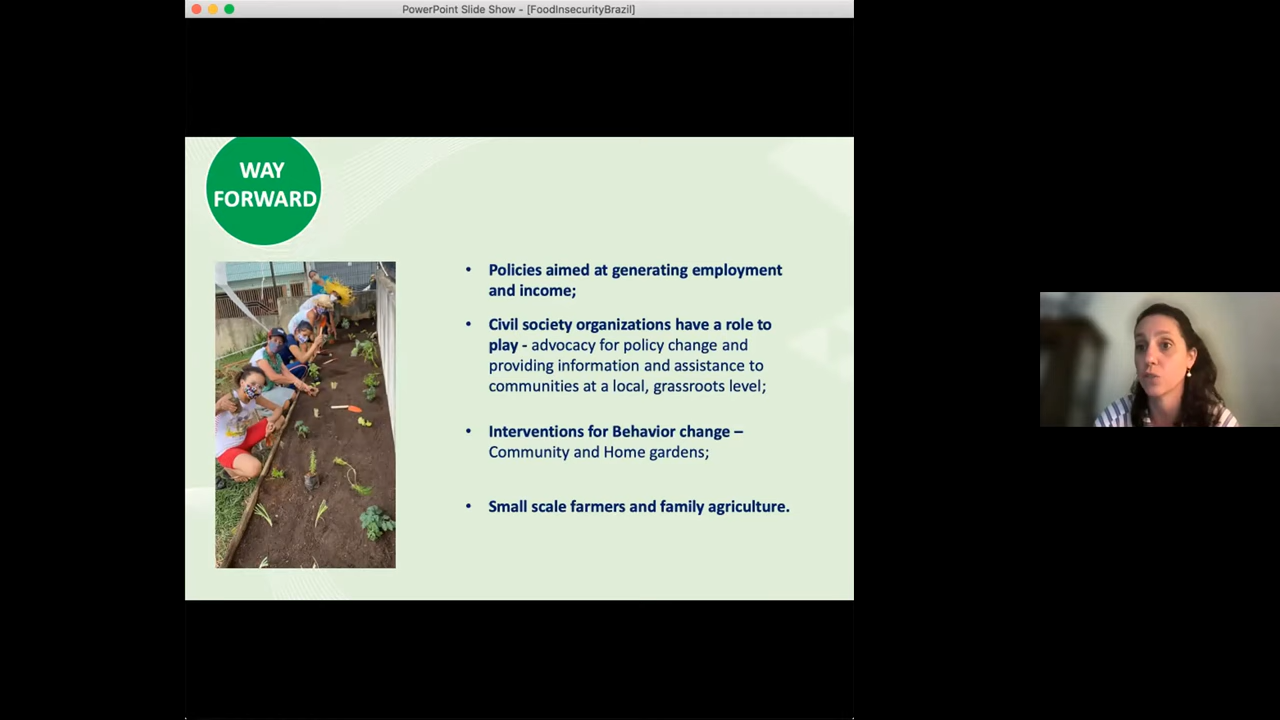 PowerPoint Slide Show - [FoodInsecurityBrazil]
WAY
FORWARD
• Policies aimed at generating employment
and income;
• Civil society organizations have a role to
play - advocacy for policy change and
providing information and assistance to
communities at a local, grassroots level;
• Interventions for Behavior change –
Community and Home gardens;
• Small scale farmers and family agriculture.